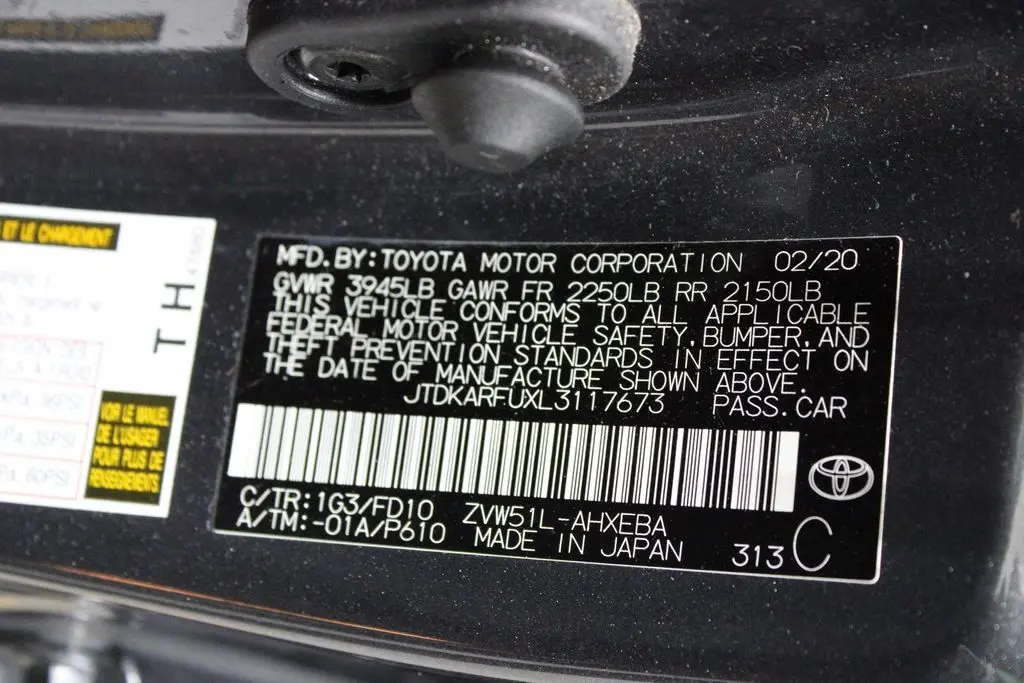 ET LE CHARGEMENT
TH
36PSI
35PSI
60PSI
VOIR LE MANUEL
DE L'USAGER
POUR PLUS DE
RENSEIGNEMENTS
MFD.BY:TOYOTA MOTOR CORPORATION 02/20
GVWR 3945LB GAWR FR 2250LB RR 2150LB
THIS VEHICLE CONFORMS TO ALL APPLICABLE
FEDERAL MOTOR VEHICLE SAFETY,BUMPER,AND
THEFT PREVENTION STANDARDS IN EFFECT ON
THE DATE OF MANUFACTURE SHOWN ABOVE.
JTDKARFUXL3117673 PASS.CAR
C/TR:1G3/FD10 ZVW51L-AHXEBA
A/TM:-01A/P610 MADE IN JAPAN 313 C